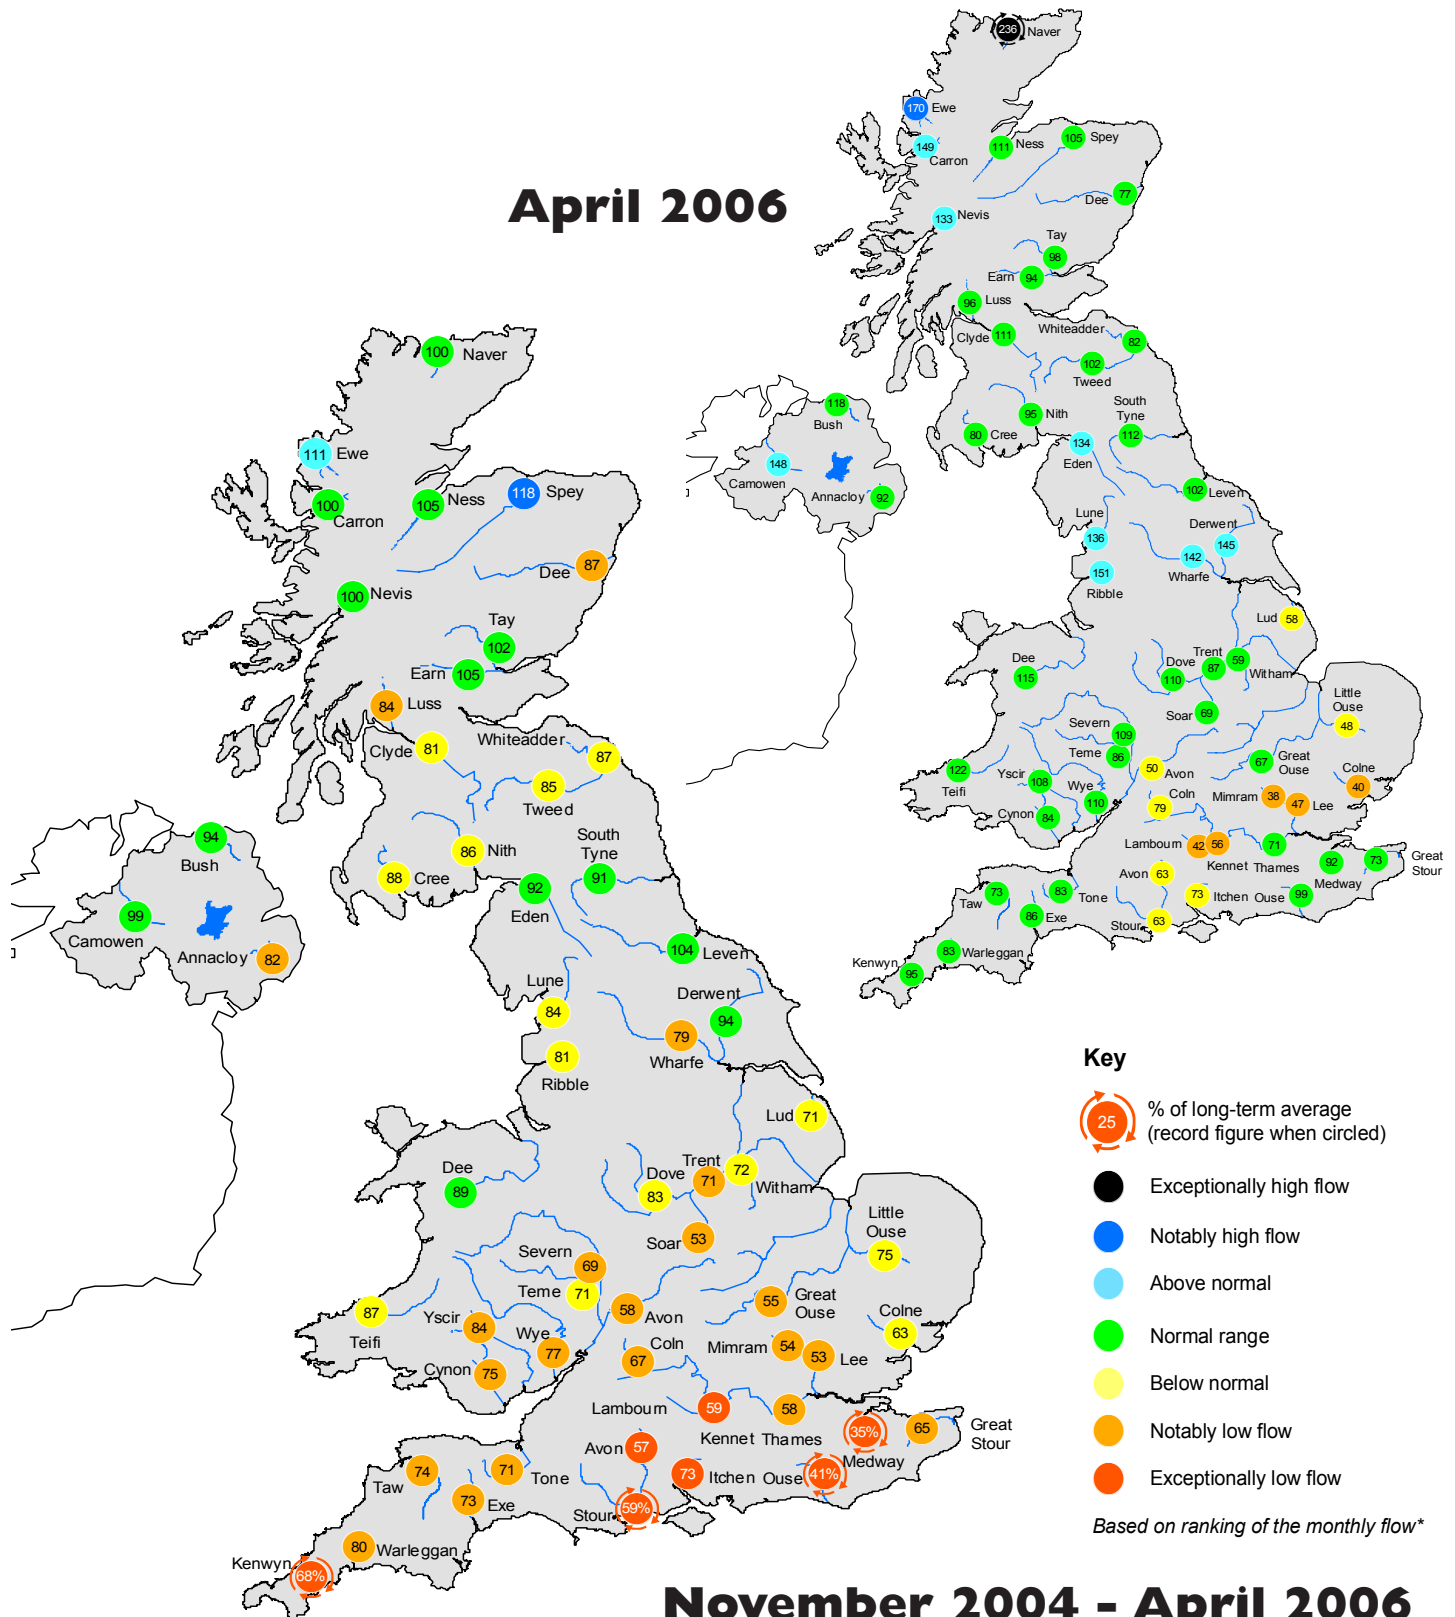 April 2006
236
Naver
170
Ewe
149
Carron
111
Ness
105
Spey
77
Dee
133
Nevis
Tay
98
Earn
94
96
Luss
Clyde
111
Whiteadder
82
102
Tweed
95
Nith
80
Cree
South
Tyne
112
134
Eden
118
Bush
148
Camowen
Annacloy
92
102
Leven
Lune
136
Derwent
145
142
Wharfe
151
Ribble
Lud
58
Dee
115
Dove
110
Trent
87
59
Witham
Soar
69
Little
Ouse
48
Severn
109
Teme
86
50
Avon
67
Great
Ouse
Colne
40
122
Teifi
Yscir
108
Wye
110
Cynon
84
Coln
79
Mimram
38
47
Lee
Lambourn
42
56
Kennet
71
Thames
92
Medway
73
Great
Stour
Avon
63
73
Itchen
Ouse
99
Stour
63
Taw
73
83
Tone
86
Exe
83
Warleggan
Kenwyn
95
100
Naver
111
Ewe
100
Carron
105
Ness
118
Spey
Dee
87
100
Nevis
Tay
102
Earn
105
84
Luss
Clyde
81
Whiteadder
87
85
Tweed
86
Nith
88
Cree
South
Tyne
91
92
Eden
94
Bush
99
Camowen
Annacloy
82
104
Leven
Lune
84
Derwent
94
79
Wharfe
81
Ribble
Lud
71
Dee
89
Dove
83
Trent
71
72
Witham
Soar
53
Little
Ouse
75
Severn
69
Teme
71
58
Avon
55
Great
Ouse
Colne
63
87
Teifi
Yscir
84
Wye
77
Cynon
75
Coln
67
Mimram
54
53
Lee
Lambourn
59
Kennet
58
Thames
35%
Medway
65
Great
Stour
Avon
57
73
Itchen
Ouse
41%
Stour
59%
Taw
74
71
Tone
73
Exe
80
Warleggan
Kenwyn
68%
Key
25
% of long-term average
(record figure when circled)
Exceptionally high flow
Notably high flow
Above normal
Normal range
Below normal
Notably low flow
Exceptionally low flow
Based on ranking of the monthly flow*
November 2004 - April 2006